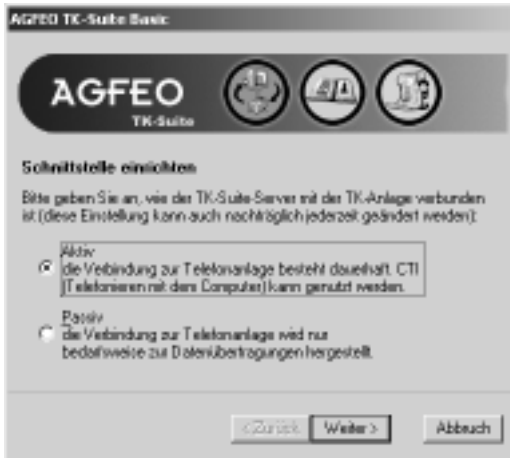 AGFEO TK-Suite Basic
AGFEO
TK-Suite
Schnittstelle einrichten
Bitte geben Sie an, wie der TK-Suite-Server mit der TK-Anlage verbunden
ist (diese Einstellung kann auch nachträglich jederzeit geändert werden):
Aktiv
die Verbindung zur Telefonanlage besteht dauerhaft. CTI
(Telefonieren mit dem Computer) kann genutzt werden.
Passiv
die Verbindung zur Telefonanlage wird nur
bedarfsweise zur Datenübertragungen hergestellt.
< Zurück
Weiter >
Abbruch